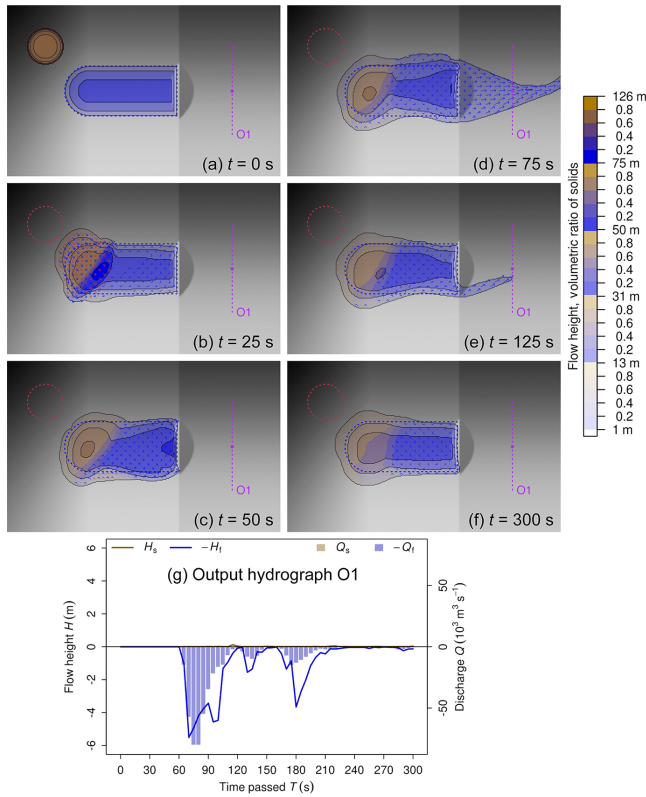 O1
(a) t = 0 s
O1
(d) t = 75 s
O1
(b) t = 25 s
O1
(e) t = 125 s
O1
(c) t = 50 s
O1
(f) t = 300 s
Flow height, volumetric ratio of solids
126 m
0.8
0.6
0.4
0.2
75 m
0.8
0.6
0.4
0.2
50 m
0.8
0.6
0.4
0.2
31 m
0.8
0.6
0.4
0.2
13 m
0.8
0.6
0.4
0.2
1 m
Hs −Hf Qs −Qf
(g) Output hydrograph O1
Flow height H (m)
6
4
2
0
-2
-4
-6
50
0
-50
Discharge Q (10³ m³ s⁻¹)
0 30 60 90 120 150 180 210 240 270 300
Time passed T (s)